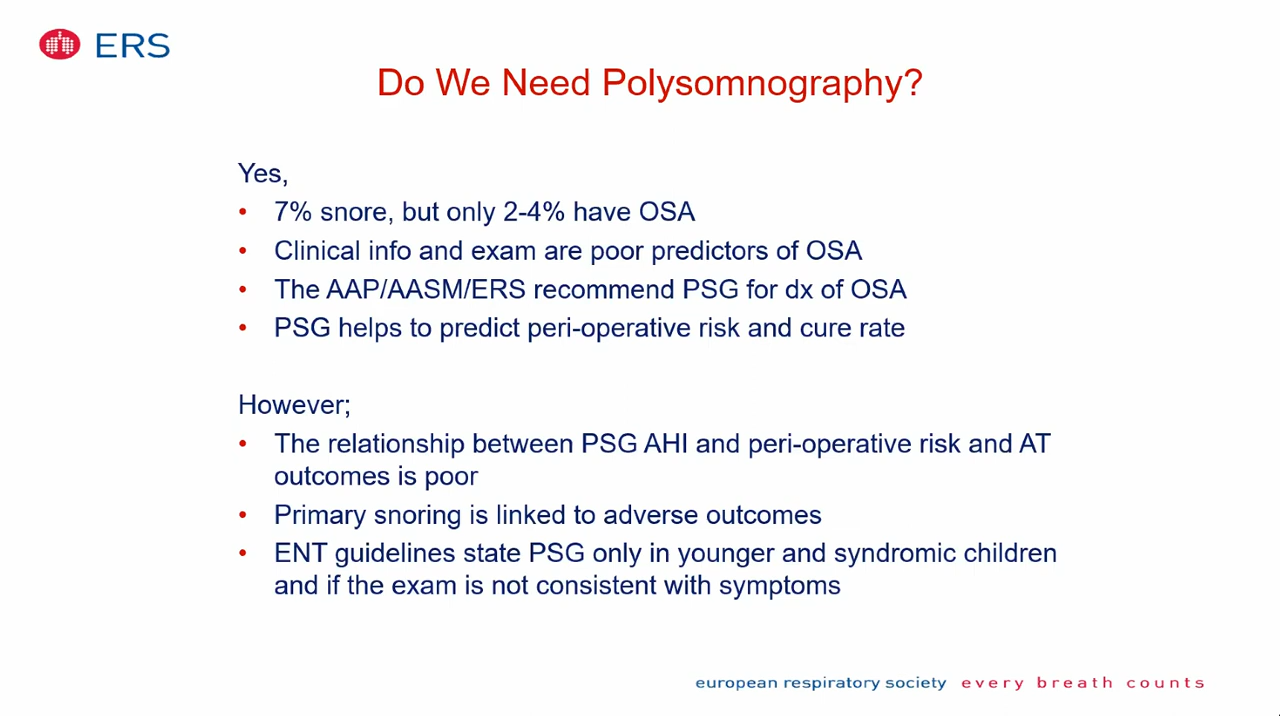 ERS
Do We Need Polysomnography?
Yes,
• 7% snore, but only 2-4% have OSA
• Clinical info and exam are poor predictors of OSA
• The AAP/AASM/ERS recommend PSG for dx of OSA
• PSG helps to predict peri-operative risk and cure rate
However;
• The relationship between PSG AHI and peri-operative risk and AT
outcomes is poor
• Primary snoring is linked to adverse outcomes
• ENT guidelines state PSG only in younger and syndromic children
and if the exam is not consistent with symptoms
european respiratory society every breath counts